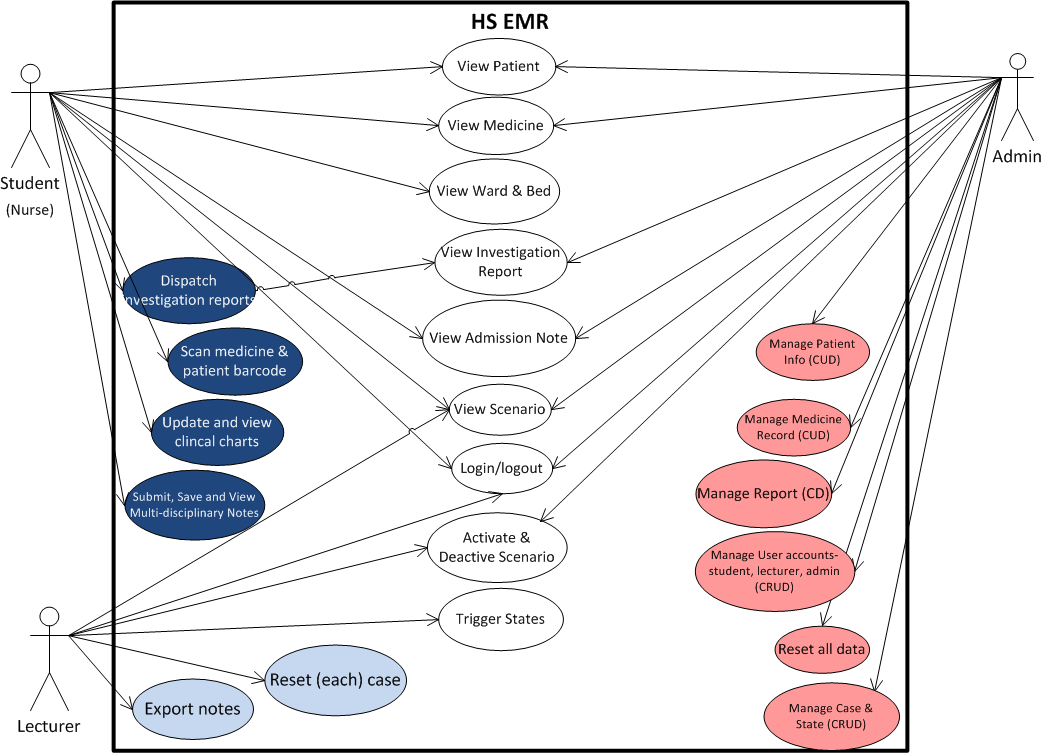 HS EMR
View Patient
View Medicine
View Ward & Bed
View Investigation
Report
View Admission Note
View Scenario
Login/logout
Activate &
Deactive Scenario
Trigger States
Student
(Nurse)
Admin
Lecturer
Dispatch
investigation reports
Scan medicine &
patient barcode
Update and view
clincal charts
Submit, Save and View
Multi-disciplinary Notes
Reset (each) case
Export notes
Manage Patient
Info (CUD)
Manage Medicine
Record (CUD)
Manage Report (CD)
Manage User accounts-
student, lecturer, admin
(CRUD)
Reset all data
Manage Case &
State (CRUD)